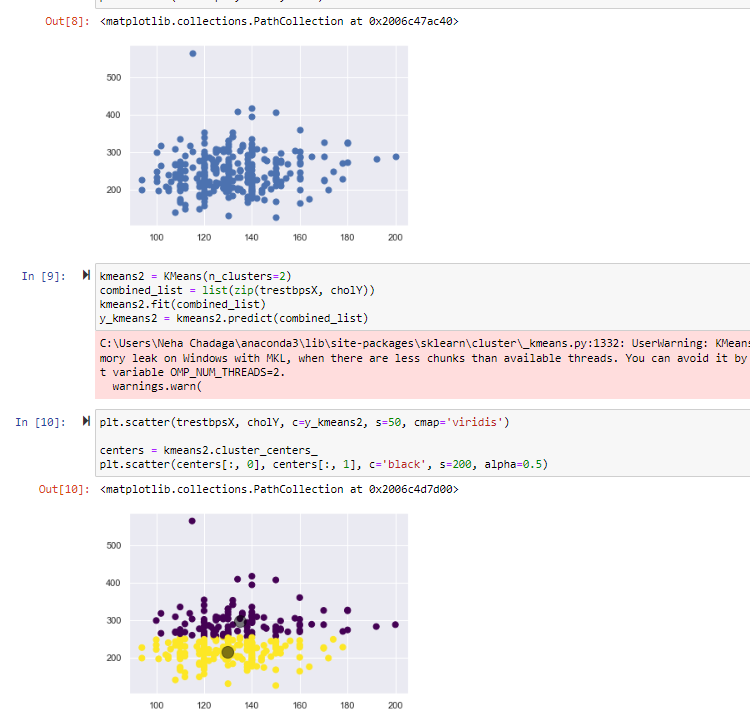 Out[8]: <matplotlib.collections.PathCollection at 0x2006c47ac40>
500
400
300
200
100 120 140 160 180 200
In [9]: kmeans2 = KMeans(n_clusters=2)
combined_list = list(zip(trestbpsX, cholY))
kmeans2.fit(combined_list)
y_kmeans2 = kmeans2.predict(combined_list)
C:\Users\Neha Chadaga\anaconda3\lib\site-packages\sklearn\cluster\_kmeans.py:1332: UserWarning: KMeans
mory leak on Windows with MKL, when there are less chunks than available threads. You can avoid it by
t variable OMP_NUM_THREADS=2.
warnings.warn(
In [10]: plt.scatter(trestbpsX, cholY, c=y_kmeans2, s=50, cmap='viridis')
centers = kmeans2.cluster_centers_
plt.scatter(centers[:, 0], centers[:, 1], c='black', s=200, alpha=0.5)
Out[10]: <matplotlib.collections.PathCollection at 0x2006c4d7d00>
500
400
300
200
100 120 140 160 180 200